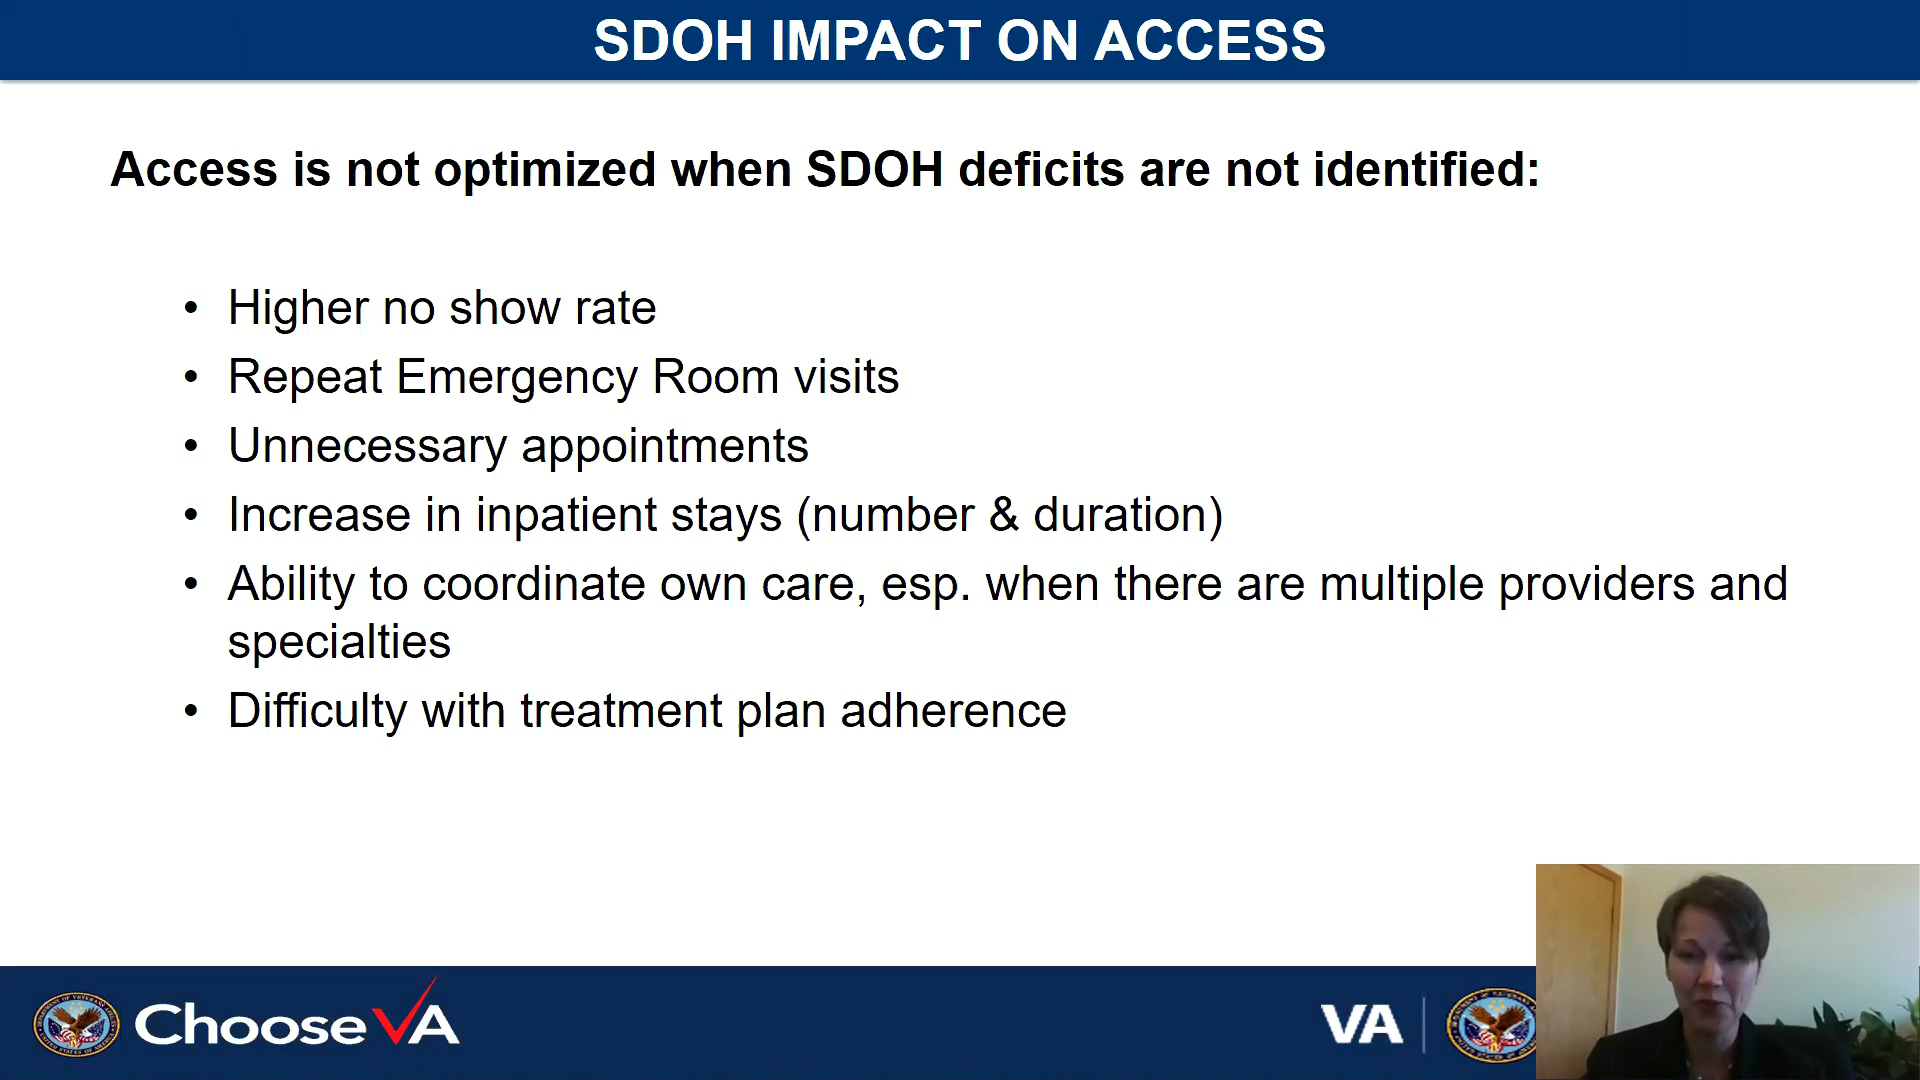 SDOH IMPACT ON ACCESS
Access is not optimized when SDOH deficits are not identified:
• Higher no show rate
• Repeat Emergency Room visits
• Unnecessary appointments
• Increase in inpatient stays (number & duration)
• Ability to coordinate own care, esp. when there are multiple providers and
specialties
• Difficulty with treatment plan adherence
Choose VA
VA